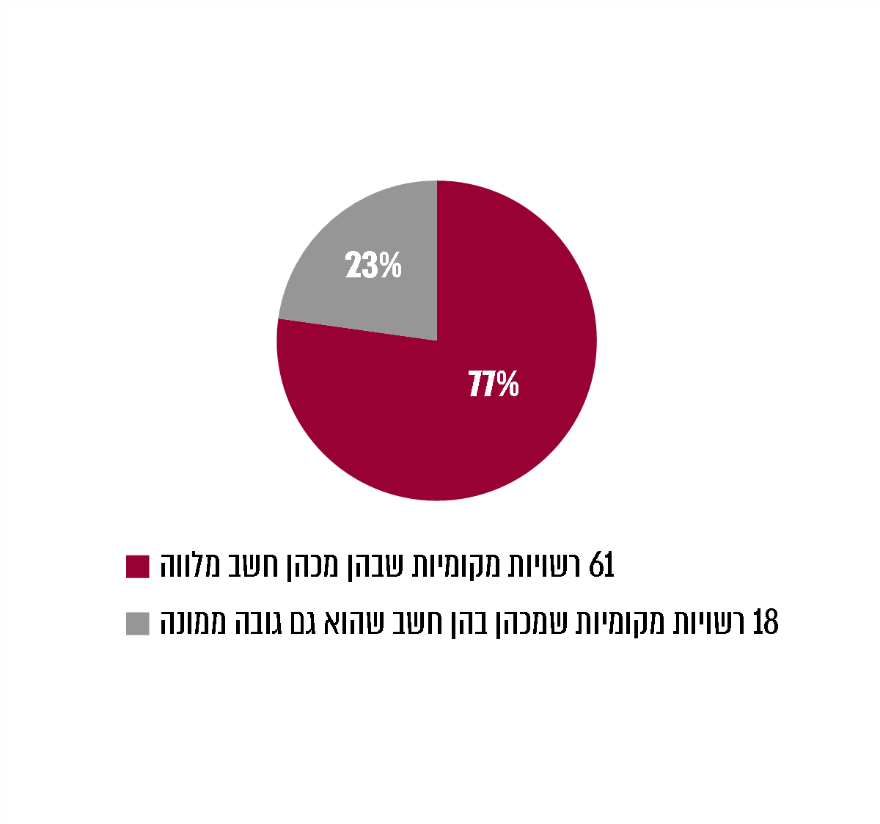 23%
77%
61 רשויות מקומיות שבהן מכהן חשב מלווה
18 רשויות מקומיות שמכהן בהן חשב שהוא גם גובה ממונה